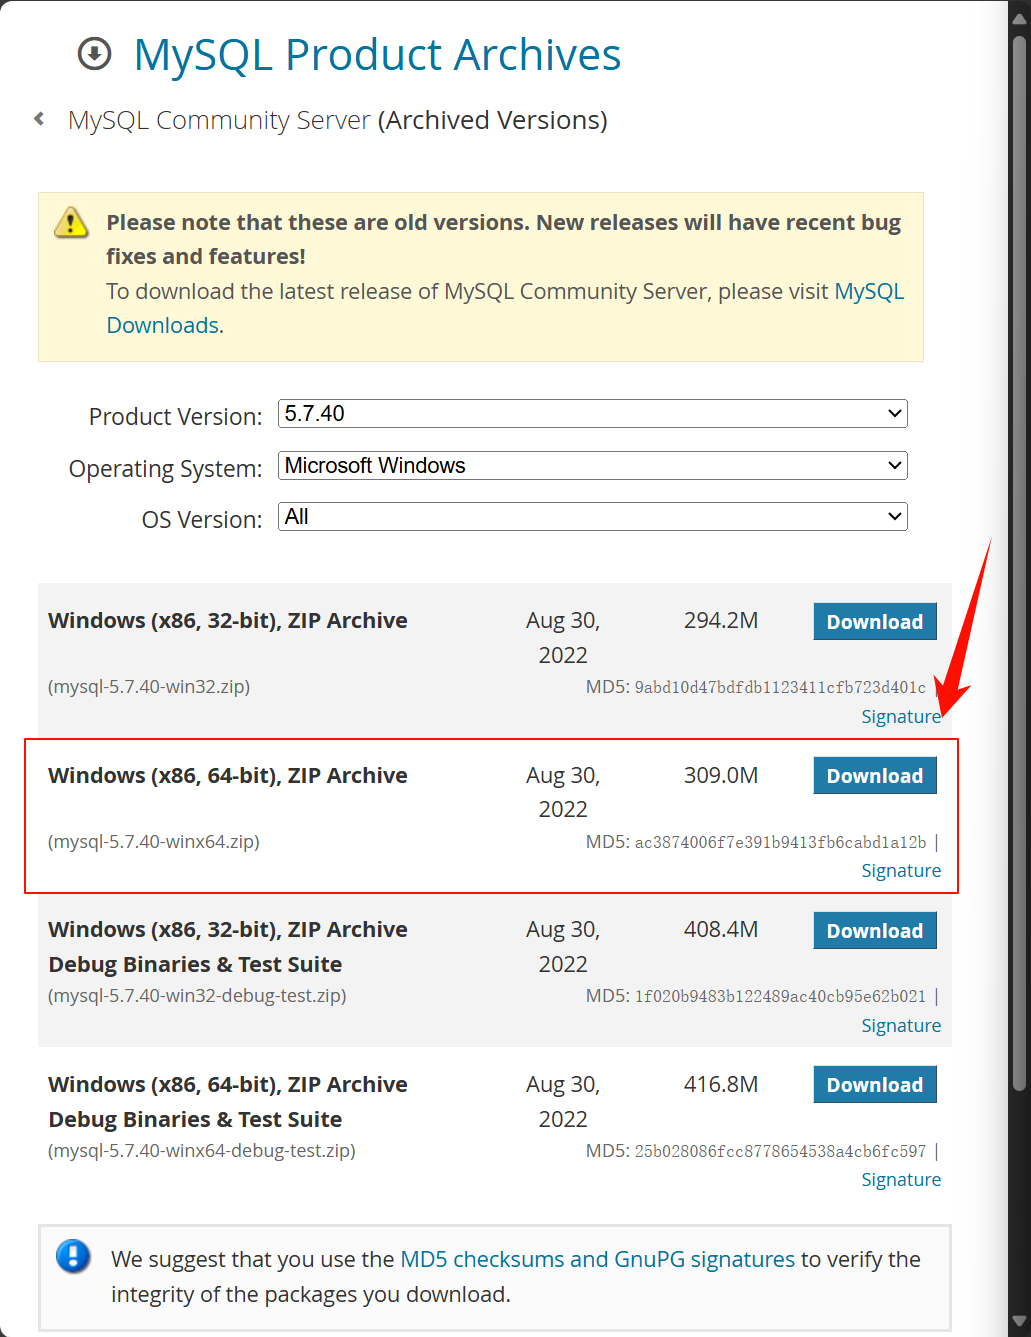 MySQL Product Archives
MySQL Community Server (Archived Versions)
Please note that these are old versions. New releases will have recent bug
fixes and features!
To download the latest release of MySQL Community Server, please visit MySQL
Downloads.
Product Version: 5.7.40
Operating System: Microsoft Windows
OS Version: All
Windows (x86, 32-bit), ZIP Archive Aug 30, 294.2M Download
2022
(mysql-5.7.40-win32.zip) MD5: 9abd10d47bdfdb1123411cfb723d401c |
Signature
Windows (x86, 64-bit), ZIP Archive Aug 30, 309.0M Download
2022
(mysql-5.7.40-winx64.zip) MD5: ac3874006f7e391b9413fb6cabd1a12b |
Signature
Windows (x86, 32-bit), ZIP Archive Aug 30, 408.4M Download
Debug Binaries & Test Suite 2022
(mysql-5.7.40-win32-debug-test.zip) MD5: 1f020b9483b122489ac40cb95e62b021 |
Signature
Windows (x86, 64-bit), ZIP Archive Aug 30, 416.8M Download
Debug Binaries & Test Suite 2022
(mysql-5.7.40-winx64-debug-test.zip) MD5: 25b028086fcc8778654538a4cb6fc597 |
Signature
We suggest that you use the MD5 checksums and GnuPG signatures to verify the
integrity of the packages you download.